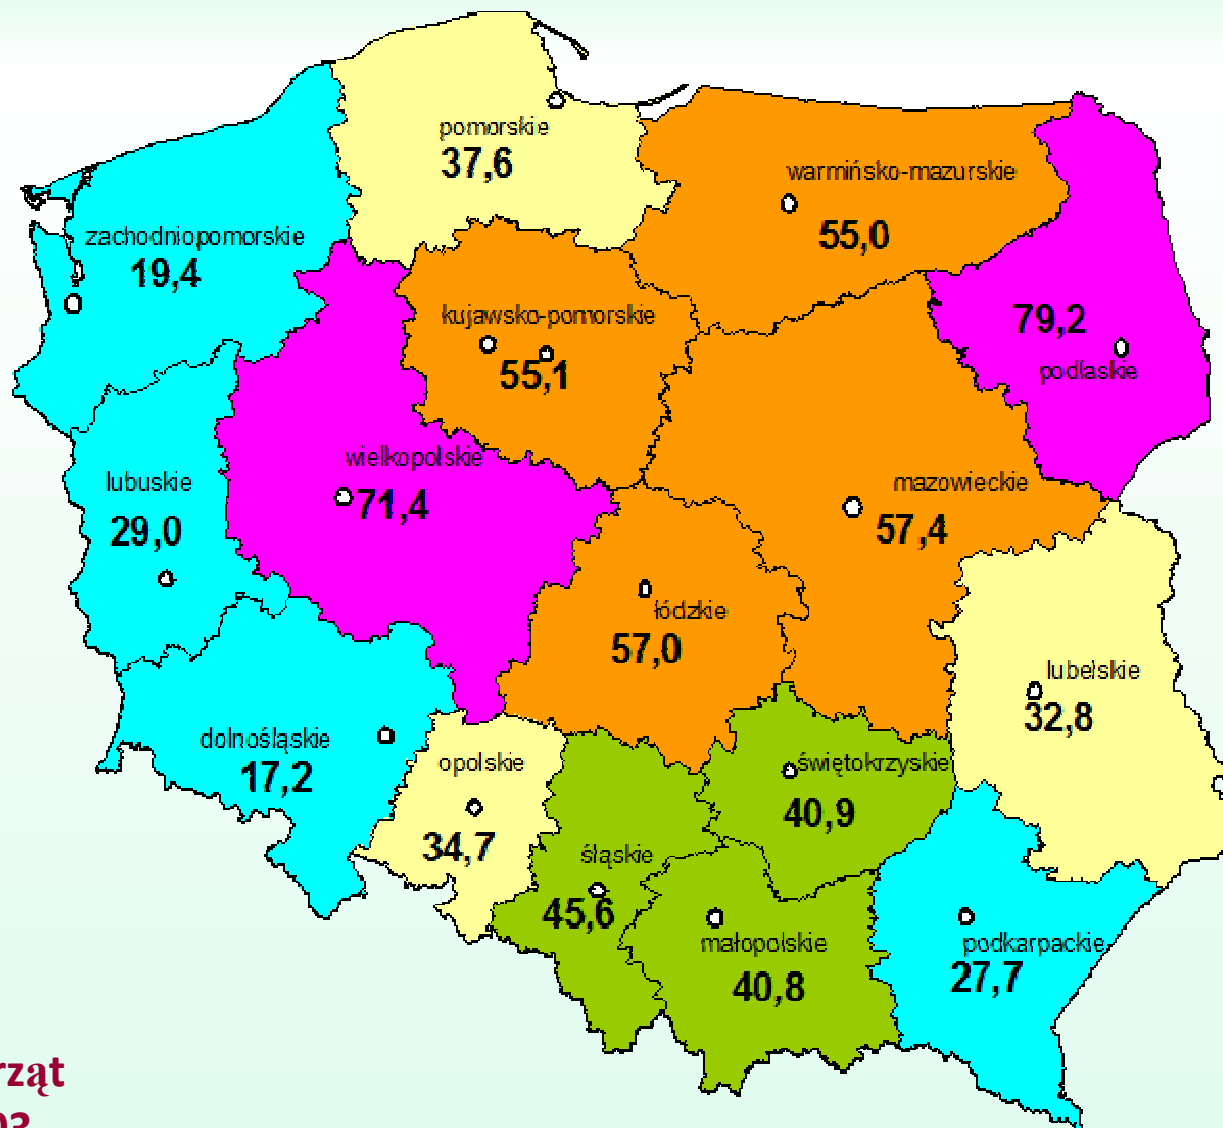 pomorskie
37,6
warmińsko-mazurskie
55,0
zachodniopomorskie
19,4
kujawsko-pomorskie
55,1
79,2
podlaskie
wielkopolskie
71,4
lubuskie
29,0
mazowieckie
57,4
łódzkie
57,0
lubelskie
32,8
dolnośląskie
17,2
opolskie
34,7
świętokrzyskie
40,9
śląskie
45,6
małopolskie
40,8
podkarpackie
27,7
rząt